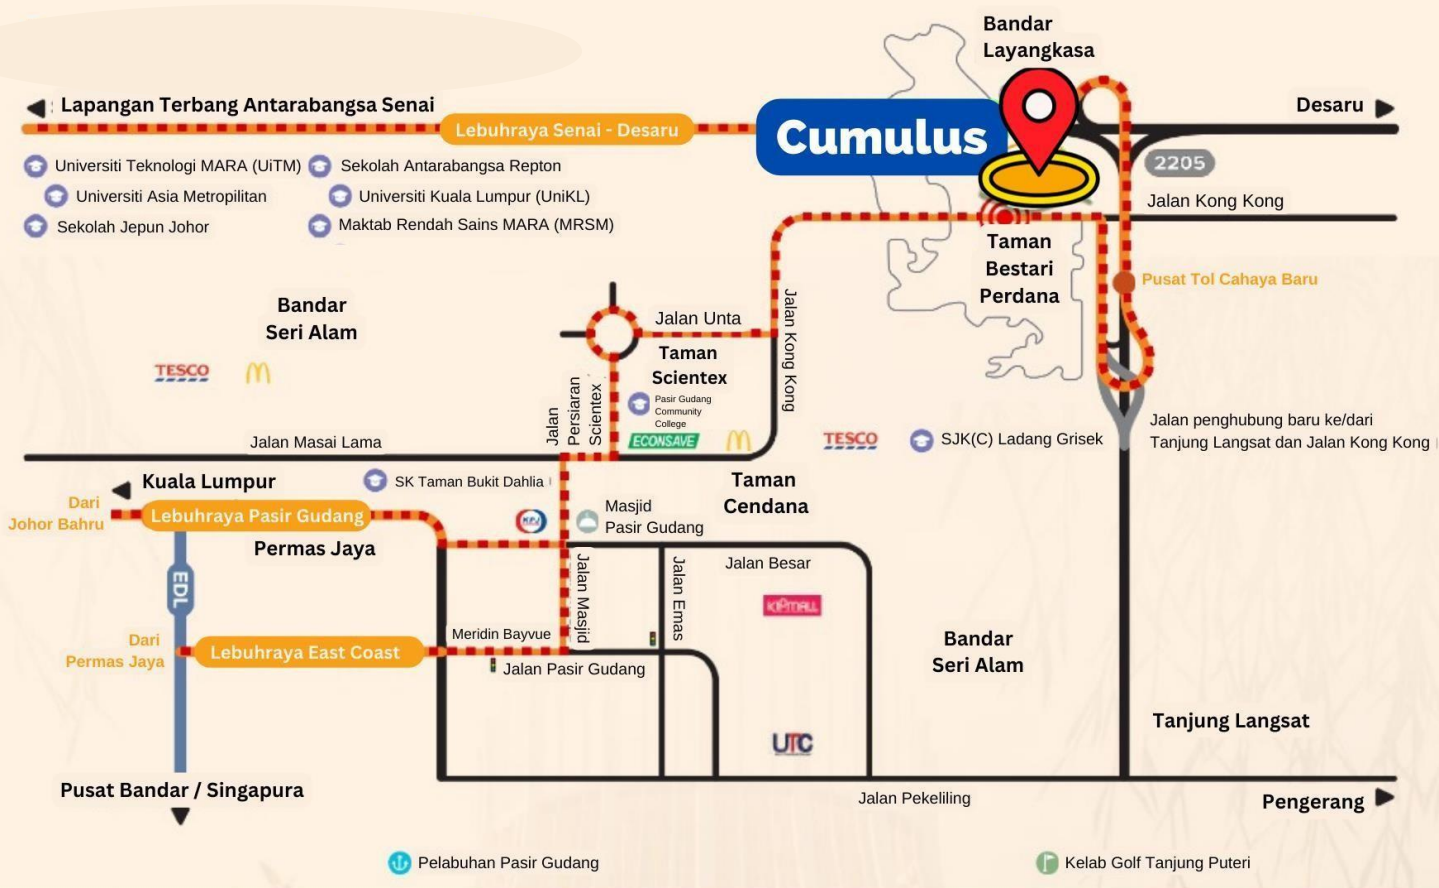 Bandar
Layangkasa
Lapangan Terbang Antarabangsa Senai
Desaru
Lebuhraya Senai - Desaru
Cumulus
2205
Universiti Teknologi MARA (UiTM)
Sekolah Antarabangsa Repton
Universiti Asia Metropilitan
Universiti Kuala Lumpur (UniKL)
Sekolah Jepun Johor
Maktab Rendah Sains MARA (MRSM)
Jalan Kong Kong
Taman
Bestari
Perdana
Pusat Tol Cahaya Baru
Bandar
Seri Alam
Jalan Unta
Jalan Kong Kong
Taman
Scientex
TESCO
Jalan
Persiaran
Scientex
Pasir Gudang
Community
College
ECONSAVE
TESCO
SJK(C) Ladang Grisek
Jalan penghubung baru ke/dari
Tanjung Langsat dan Jalan Kong Kong
Jalan Masai Lama
Kuala Lumpur
SK Taman Bukit Dahlia
Taman
Cendana
Dari
Johor Bahru
Lebuhraya Pasir Gudang
KPJ
Masjid
Pasir Gudang
Permas Jaya
Jalan Masjid
Jalan Emas
Jalan Besar
EDL
KIPMALL
Dari
Permas Jaya
Lebuhraya East Coast
Meridin Bayvue
Jalan Pasir Gudang
Bandar
Seri Alam
Tanjung Langsat
UTC
Pusat Bandar / Singapura
Jalan Pekeliling
Pengerang
Pelabuhan Pasir Gudang
Kelab Golf Tanjung Puteri